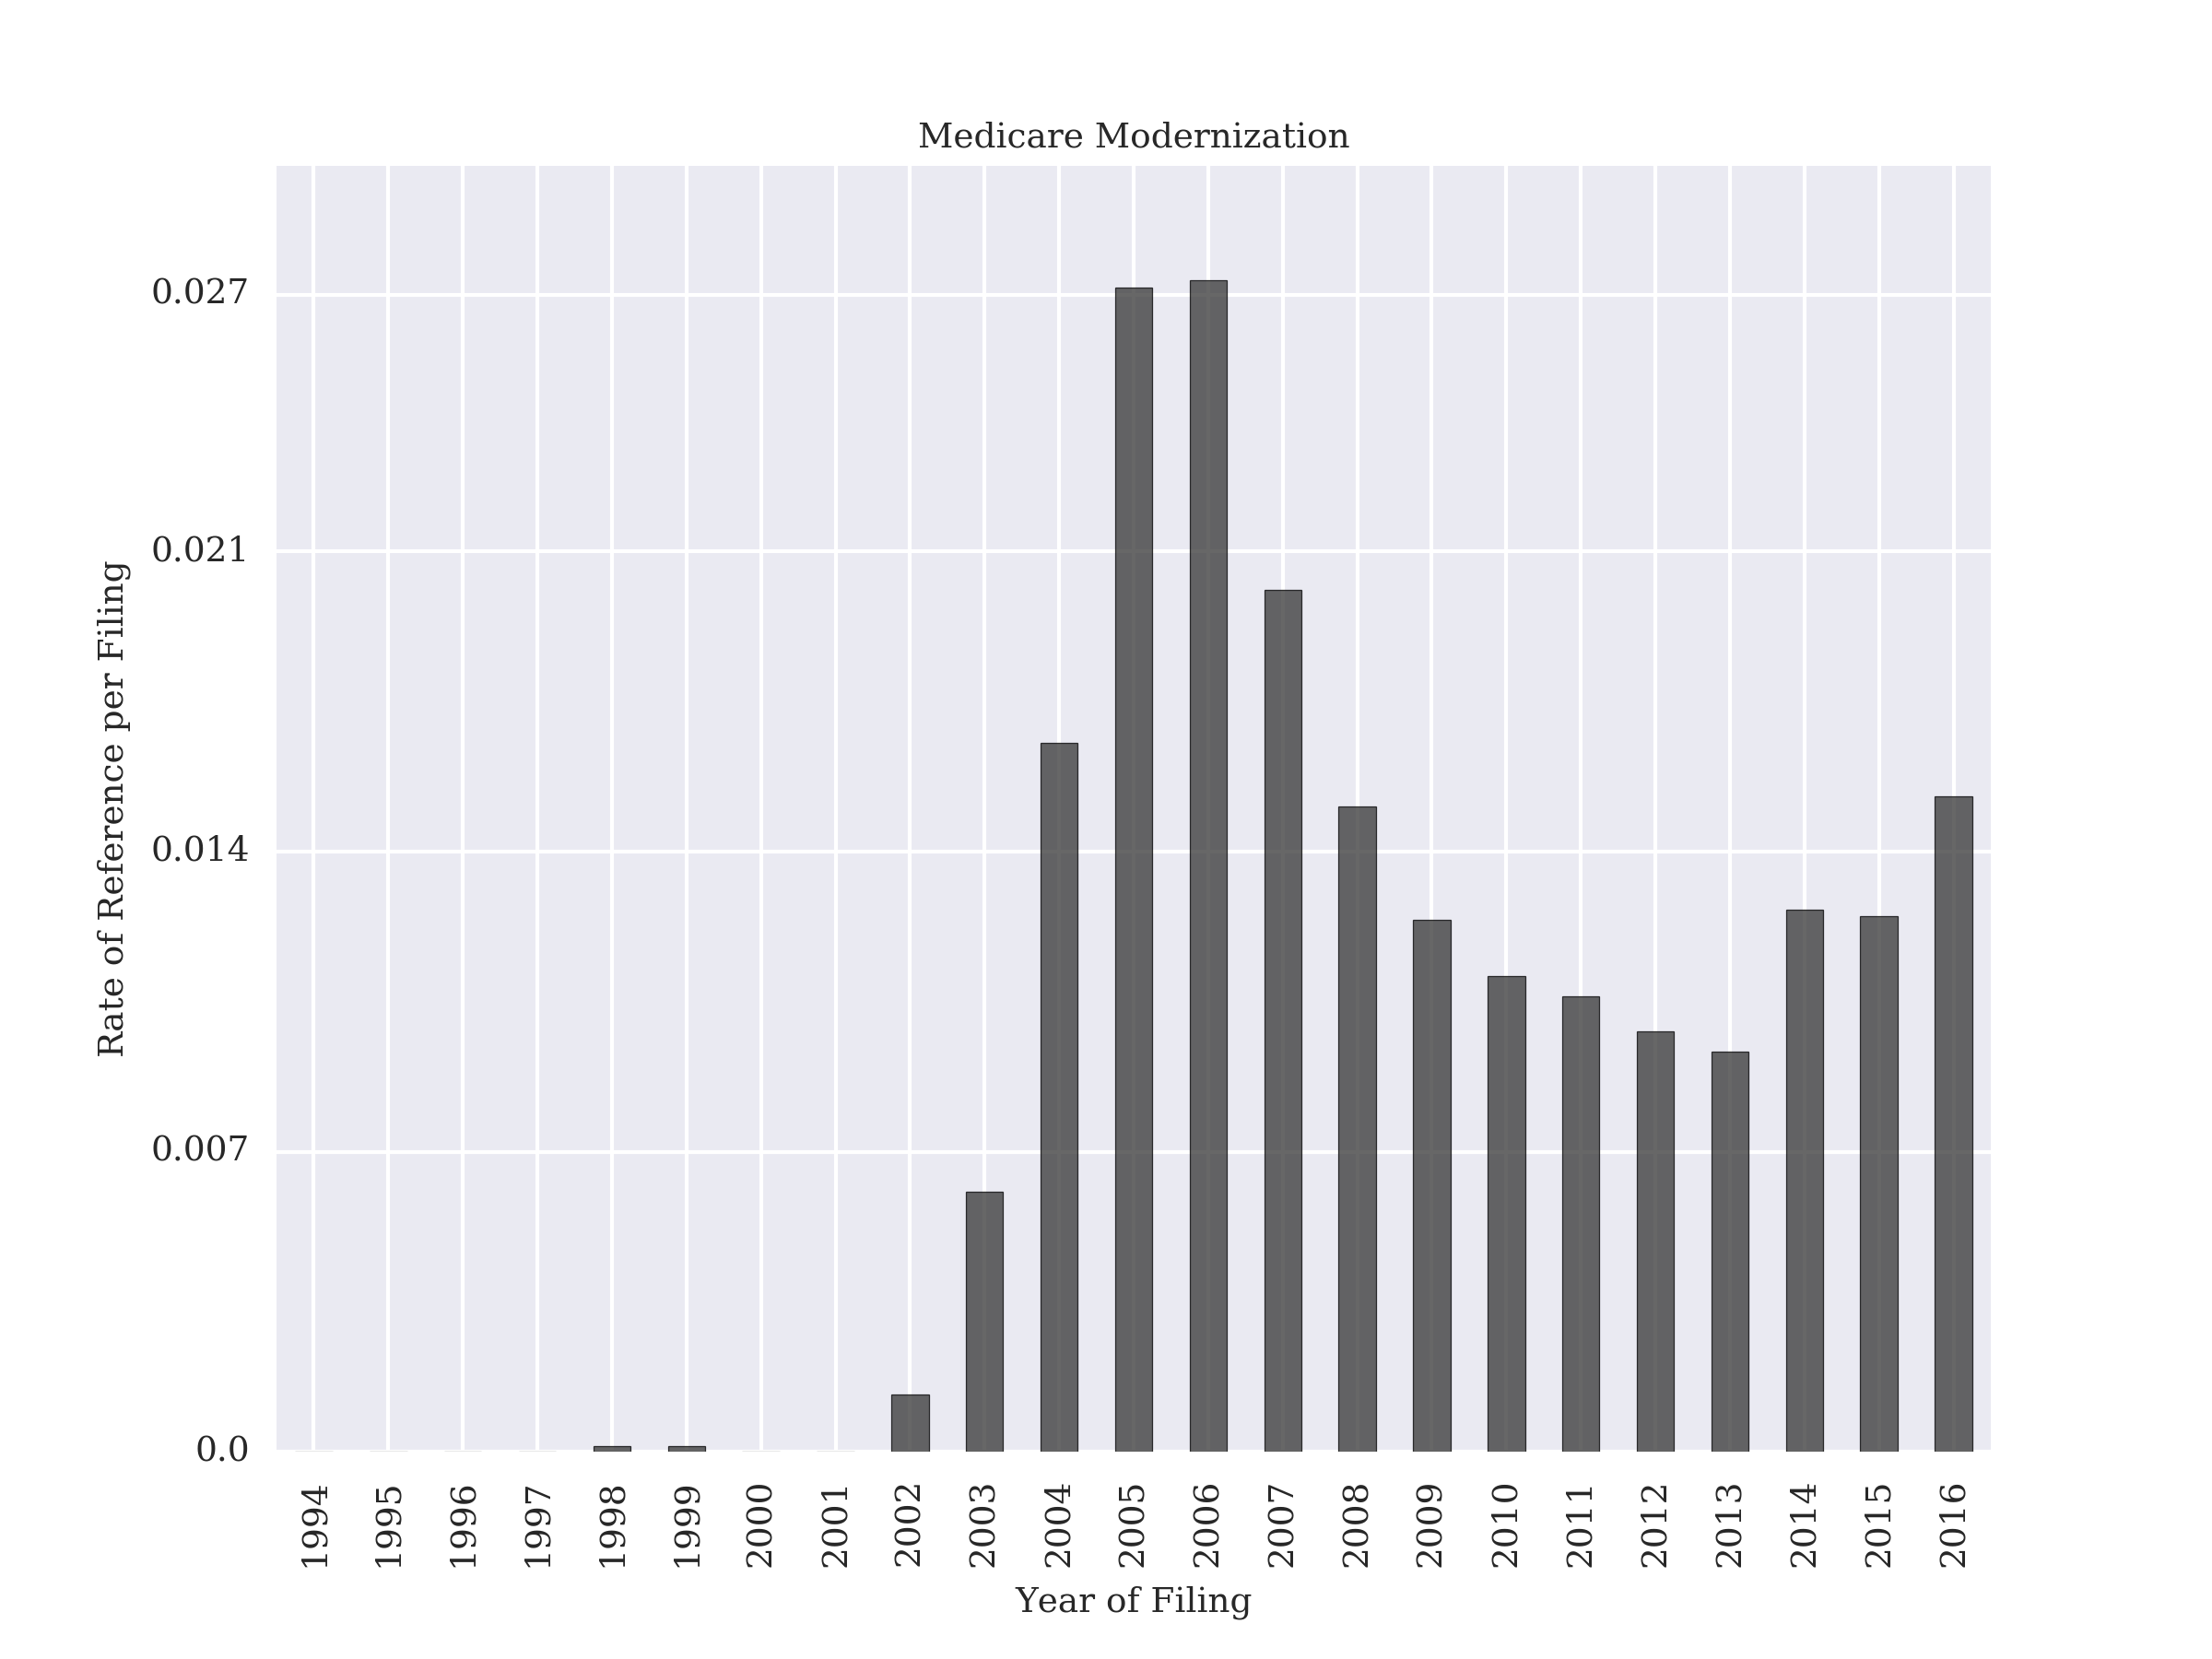 Medicare Modernization
Rate of Reference per Filing
0.027
0.021
0.014
0.007
0.0
1994 1995 1996 1997 1998 1999 2000 2001 2002 2003 2004 2005 2006 2007 2008 2009 2010 2011 2012 2013 2014 2015 2016
Year of Filing